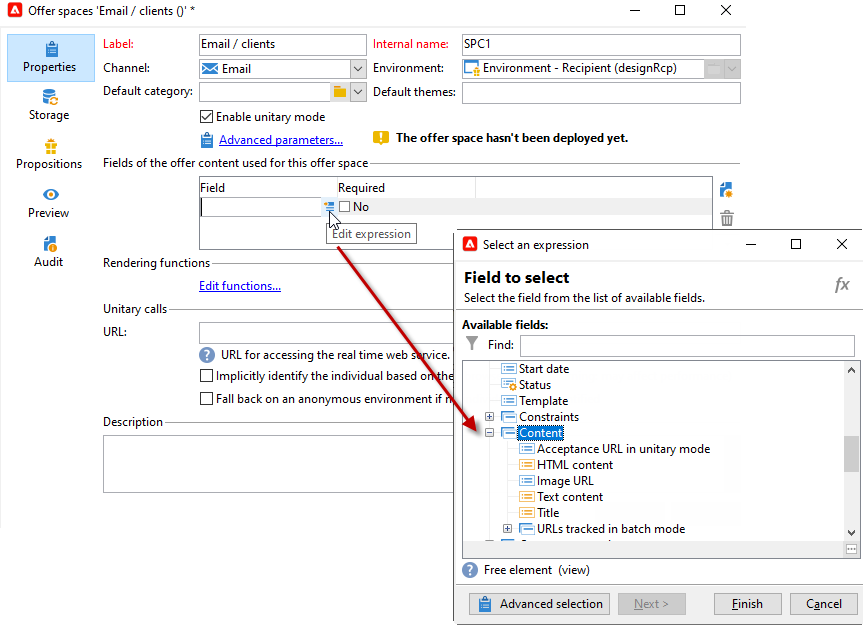 Offer spaces 'Email / clients ()' *
Properties
Storage
Propositions
Preview
Audit
Label:
Email / clients
Internal name:
SPC1
Channel:
Email
Environment:
Environment - Recipient (designRcp)
Default category:
Default themes:
Enable unitary mode
Advanced parameters...
The offer space hasn't been deployed yet.
Fields of the offer content used for this offer space
Field
Required
No
Edit expression
Rendering functions
Edit functions...
Unitary calls
URL:
URL for accessing the real time web service.
Implicitly identify the individual based on the
Fall back on an anonymous environment if
Description
Select an expression
Field to select
Select the field from the list of available fields.
fx
Available fields:
Find:
Start date
Status
Template
Constraints
Content
Acceptance URL in unitary mode
HTML content
Image URL
Text content
Title
URLs tracked in batch mode
Free element (view)
Advanced selection
Next >
Finish
Cancel